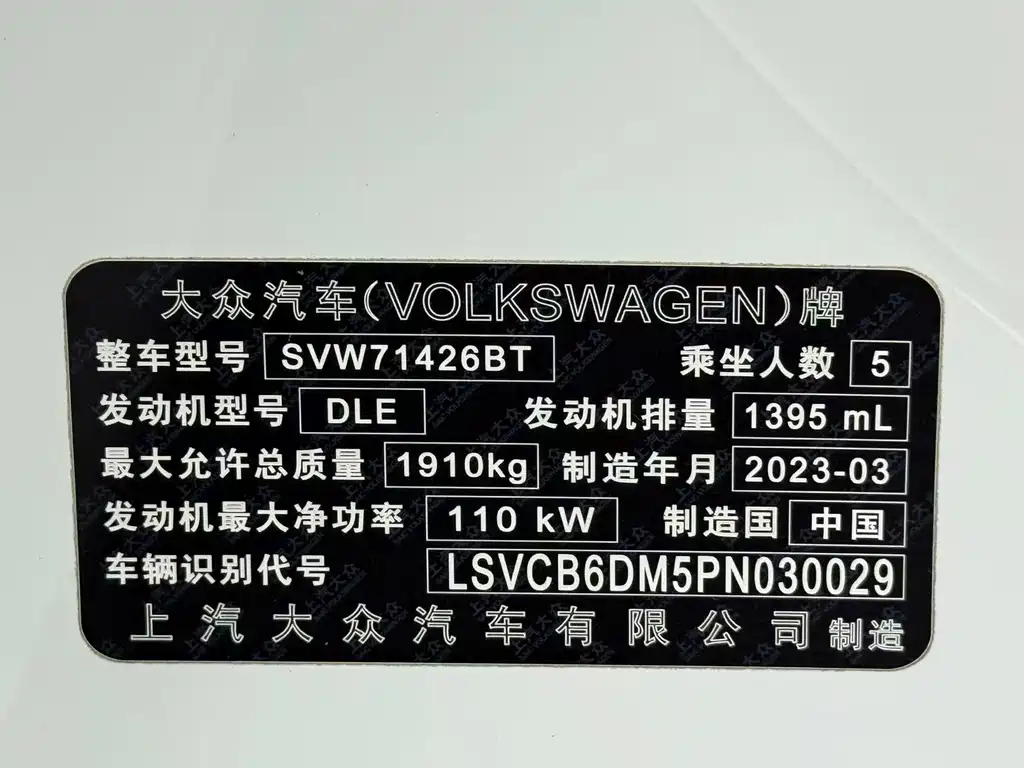 大众汽车(VOLKSWAGEN)牌
整车型号 SVW71426BT 乘坐人数 5
发动机型号 DLE 发动机排量 1395 mL
最大允许总质量 1910kg 制造年月 2023-03
发动机最大净功率 110 kW 制造国 中国
车辆识别代号 LSVCB6DM5PN030029
上汽大众汽车有限公司 制造